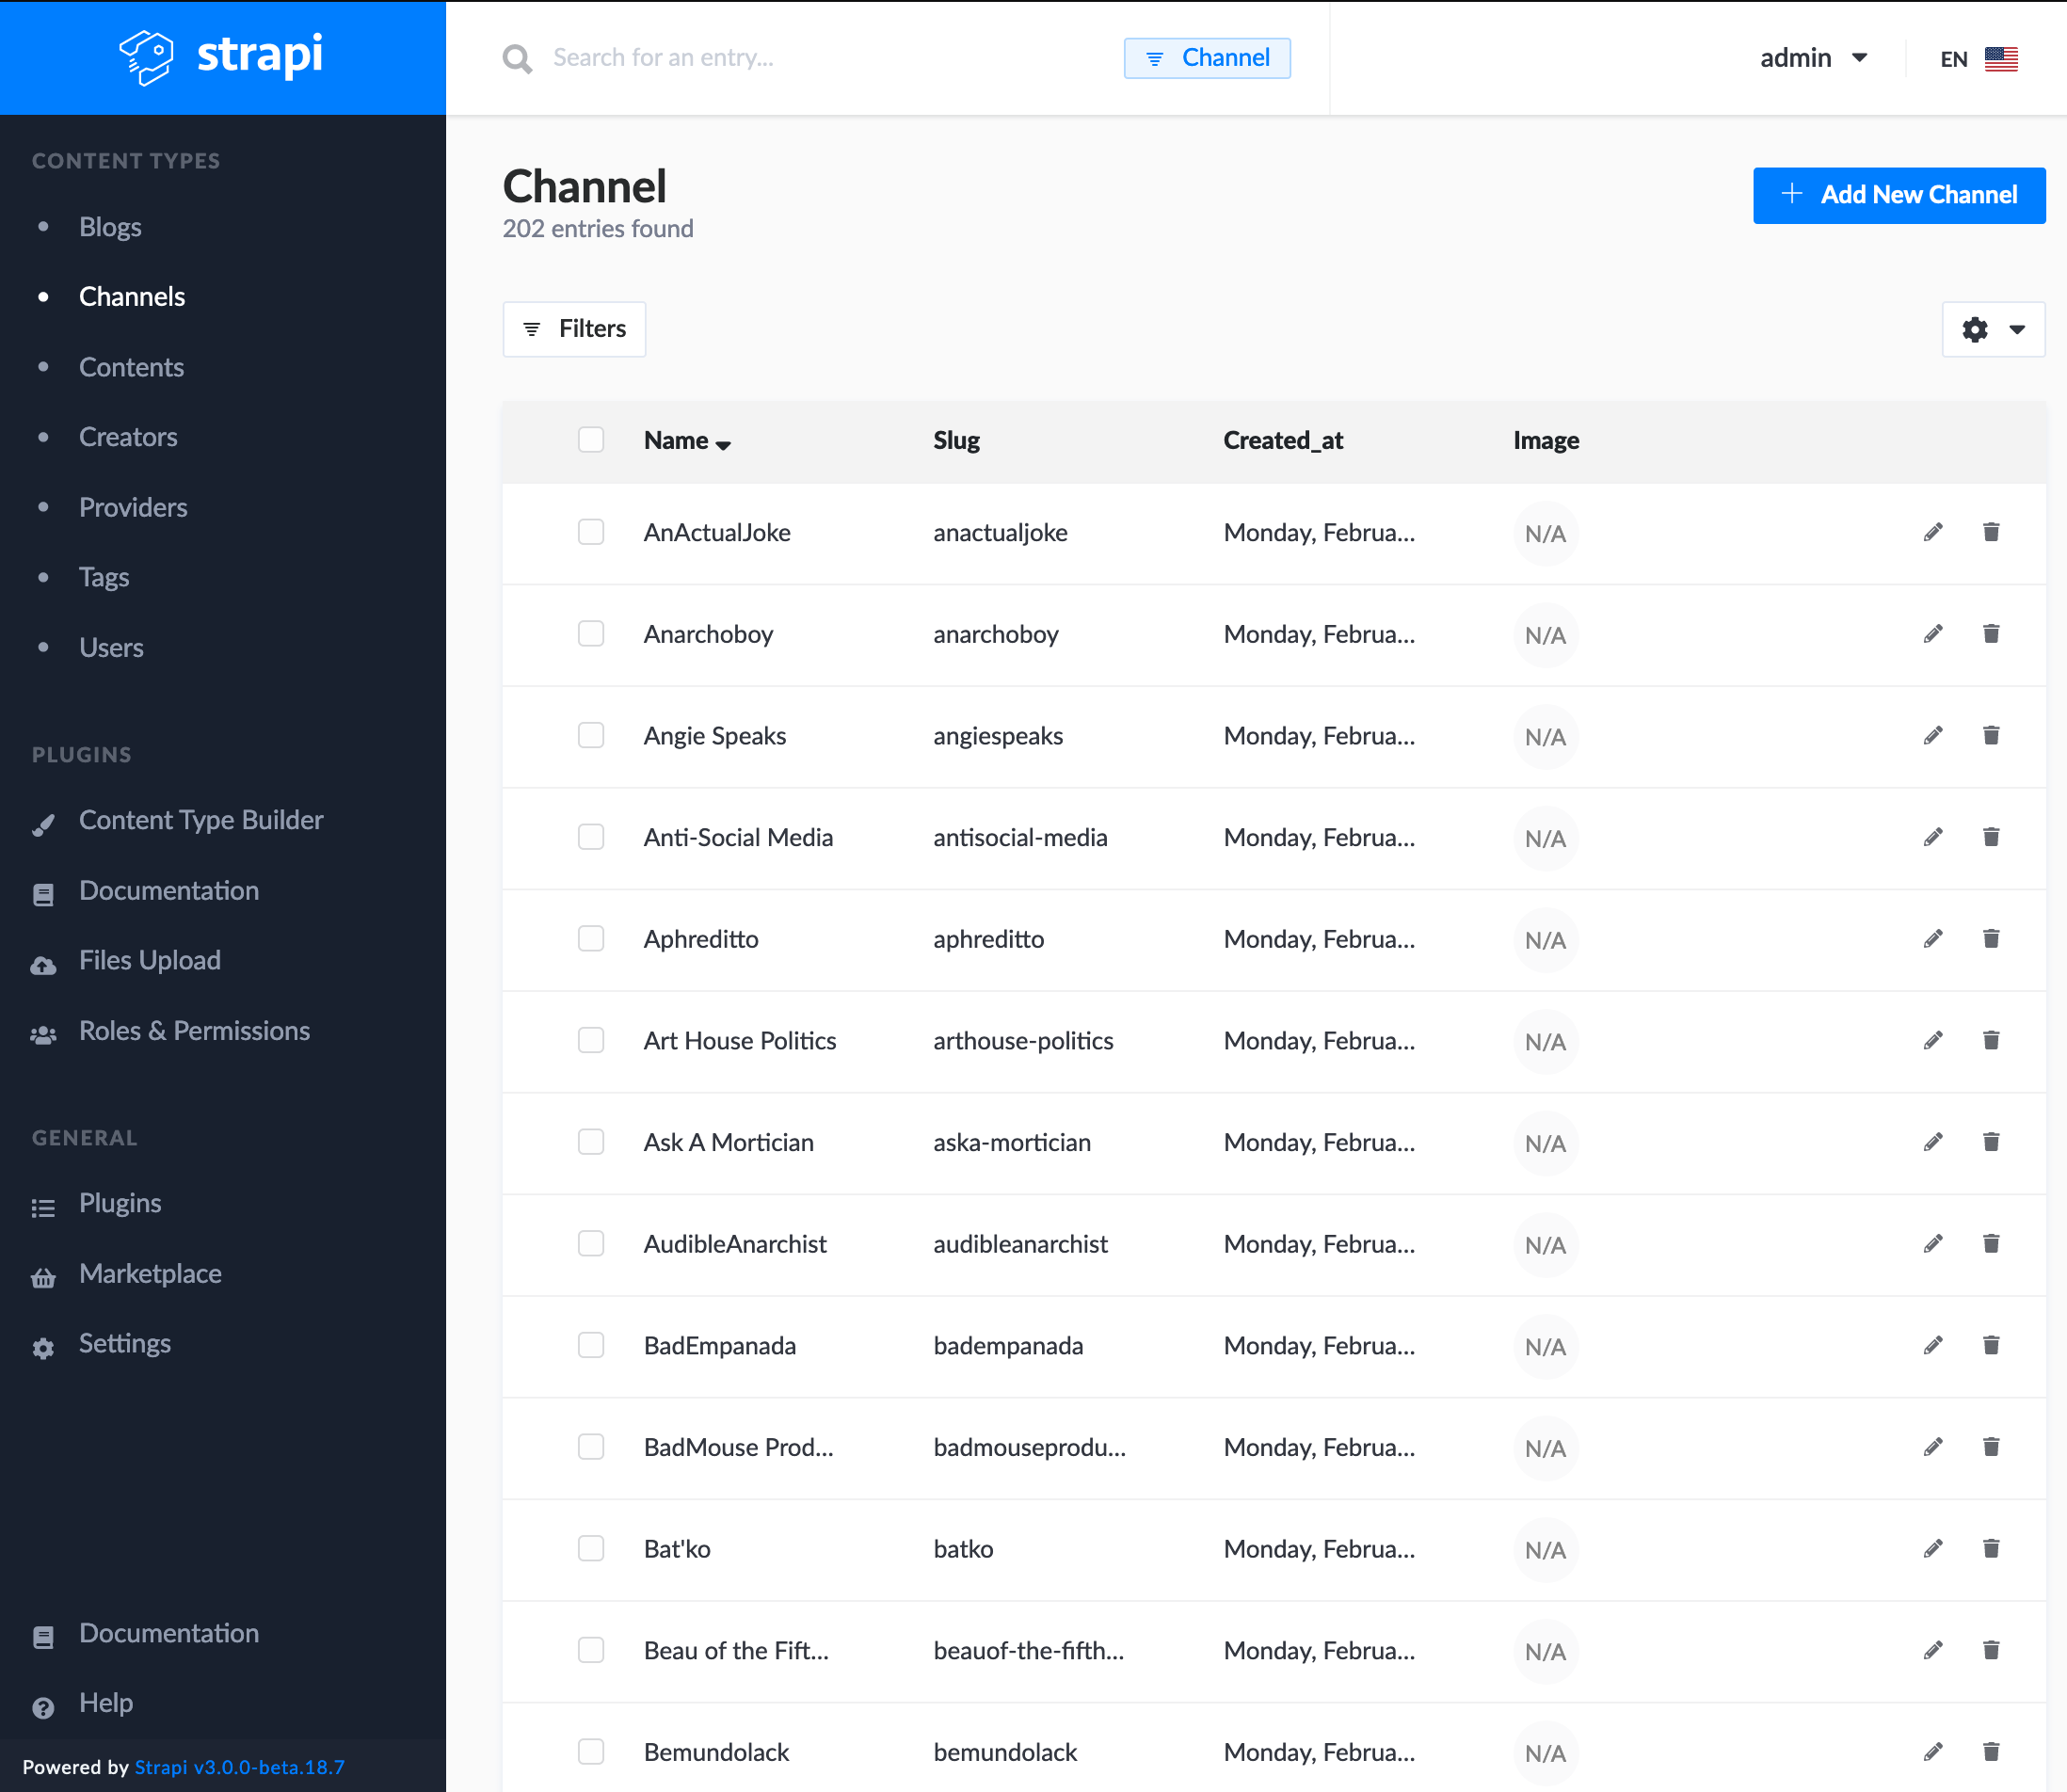 strapi
Search for an entry...
Channel
admin
EN
CONTENT TYPES
Blogs
Channels
Contents
Creators
Providers
Tags
Users
PLUGINS
Content Type Builder
Documentation
Files Upload
Roles & Permissions
GENERAL
Plugins
Marketplace
Settings
Documentation
Help
Powered by Strapi v3.0.0-beta.18.7
Channel
202 entries found
Add New Channel
Filters
Name Slug Created_at Image
AnActualJoke anactualjoke Monday, Februa... N/A
Anarchoboy anarchoboy Monday, Februa... N/A
Angie Speaks angiespeaks Monday, Februa... N/A
Anti-Social Media antisocial-media Monday, Februa... N/A
Aphreditto aphreditto Monday, Februa... N/A
Art House Politics arthouse-politics Monday, Februa... N/A
Ask A Mortician aska-mortician Monday, Februa... N/A
AudibleAnarchist audibleanarchist Monday, Februa... N/A
BadEmpanada badempanada Monday, Februa... N/A
BadMouse Prod... badmouseprodu... Monday, Februa... N/A
Bat'ko batko Monday, Februa... N/A
Beau of the Fift... beauof-the-fifth... Monday, Februa... N/A
Bemundolack bemundolack Monday, Februa... N/A